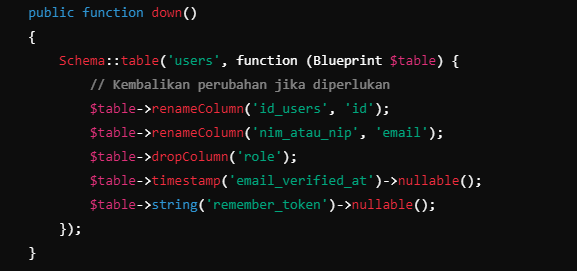 public function down()
{
    Schema::table('users', function (Blueprint $table) {
        // Kembalikan perubahan jika diperlukan
        $table->renameColumn('id_users', 'id');
        $table->renameColumn('nim_atau_nip', 'email');
        $table->dropColumn('role');
        $table->timestamp('email_verified_at')->nullable();
        $table->string('remember_token')->nullable();
    });
}